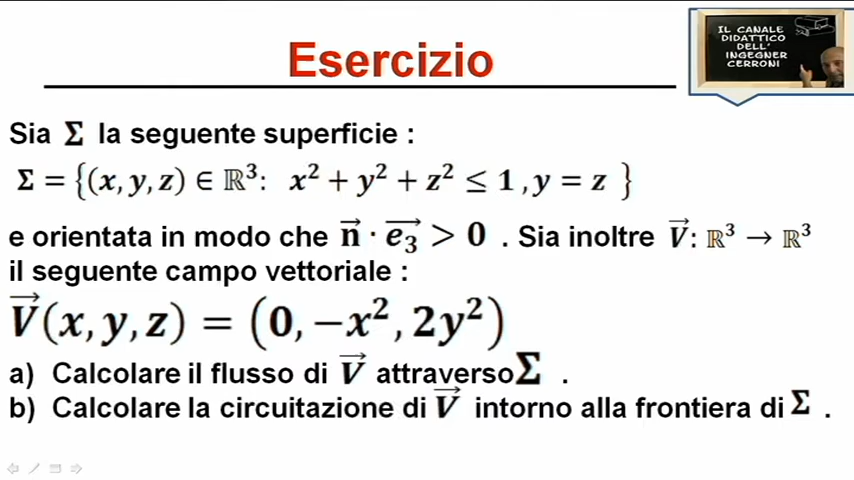 Esercizio
IL CANALE
DIDATTICO
DELL'
INGEGNER
CERRONI
Sia Σ la seguente superficie :
Σ = {(x, y, z) ∈ ℝ³: x² + y² + z² ≤ 1 , y = z }
e orientata in modo che n⃗ · e₃⃗ > 0 . Sia inoltre V⃗: ℝ³ → ℝ³
il seguente campo vettoriale :
V⃗(x, y, z) = (0, −x², 2y²)
a) Calcolare il flusso di V⃗ attraverso Σ .
b) Calcolare la circuitazione di V⃗ intorno alla frontiera di Σ .